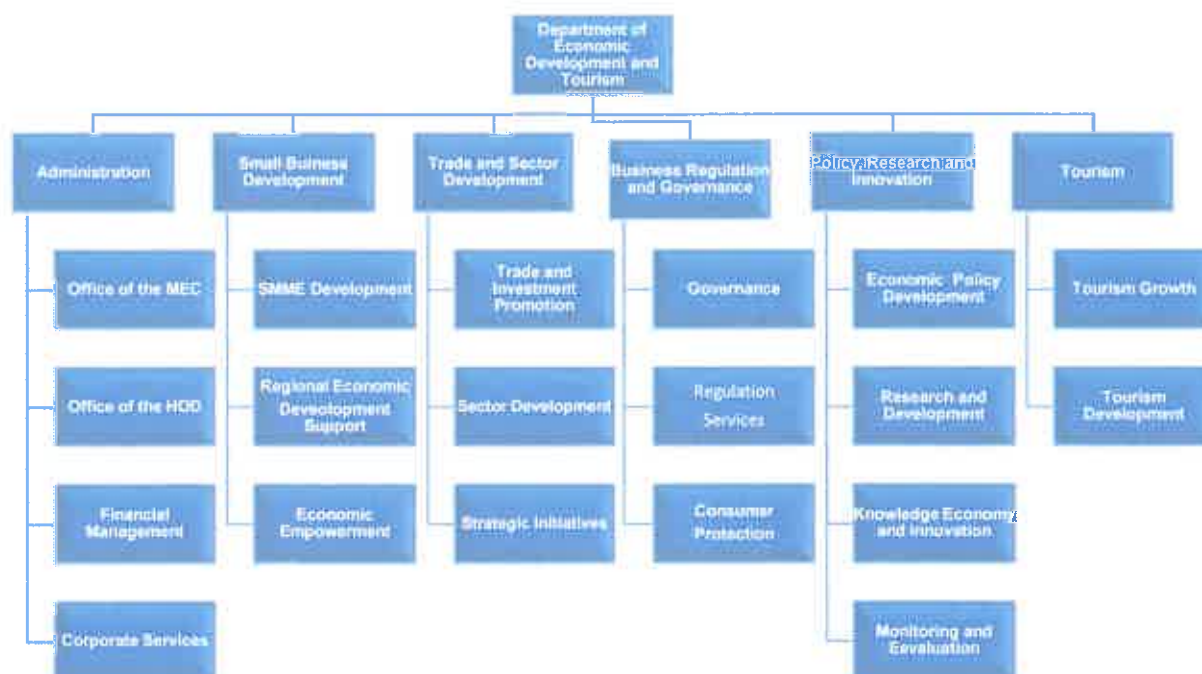 Department of
Economic
Development and
Tourism
Administration
Small Buiness
Development
Trade and Sector
Development
Business Regulation
and Governance
Policy, Research and
Innovation
Tourism
Office of the MEC
Office of the HOD
Financial
Management
Corporate Services
SMME Development
Regional Economic
Deveolopment
Support
Economic
Empowerment
Trade and
Investment
Promotion
Sector Development
Strategic Initiatives
Governance
Regulation
Services
Consumer
Protection
Economic Policy
Development
Research and
Development
Knowledge Economy
and Innovation
Monitoring and
Eevaluation
Tourism Growth
Tourism
Development